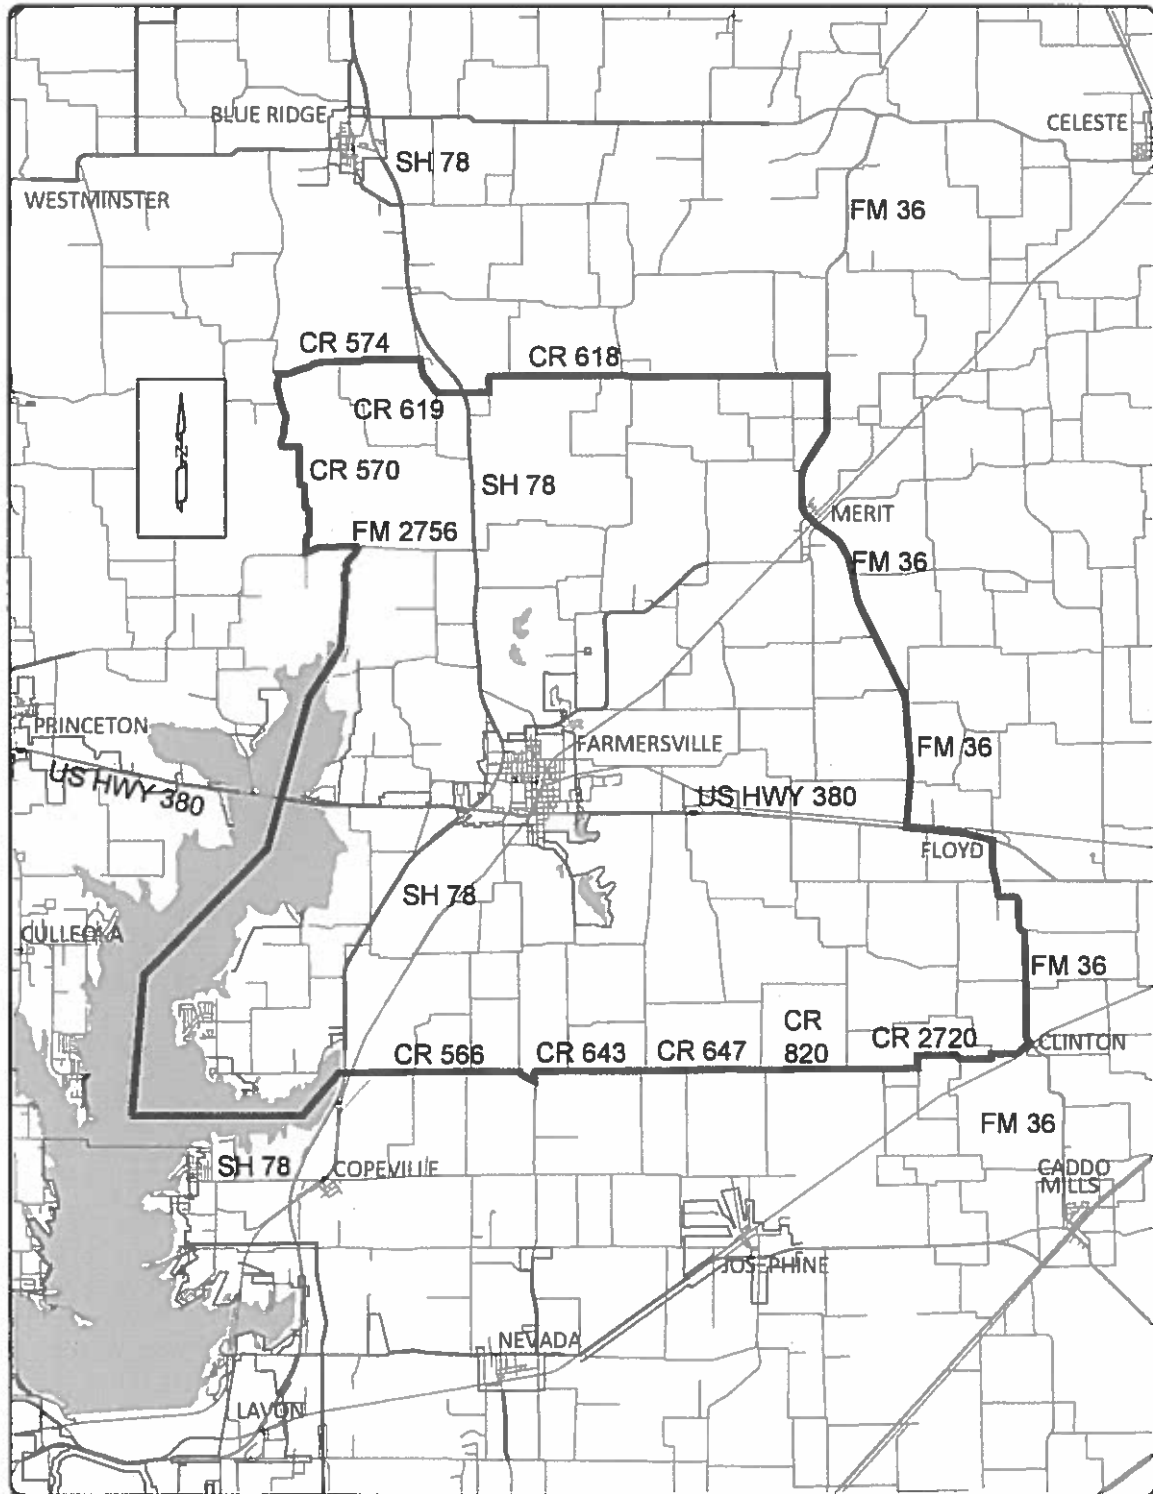 BLUE RIDGE
CELESTE
SH 78
WESTMINSTER
FM 36
CR 574
CR 618
CR 619
N
CR 570
SH 78
MERIT
FM 2756
FM 36
PRINCETON
FARMERSVILLE
FM 36
US HWY 380
US HWY 380
FLOYD
SH 78
CULLEOKA
FM 36
CR
820
CR 2720
CLINTON
CR 566
CR 643
CR 647
FM 36
SH 78
COPEVILLE
CADDO
MILLS
JOSEPHINE
NEVADA
LAVON